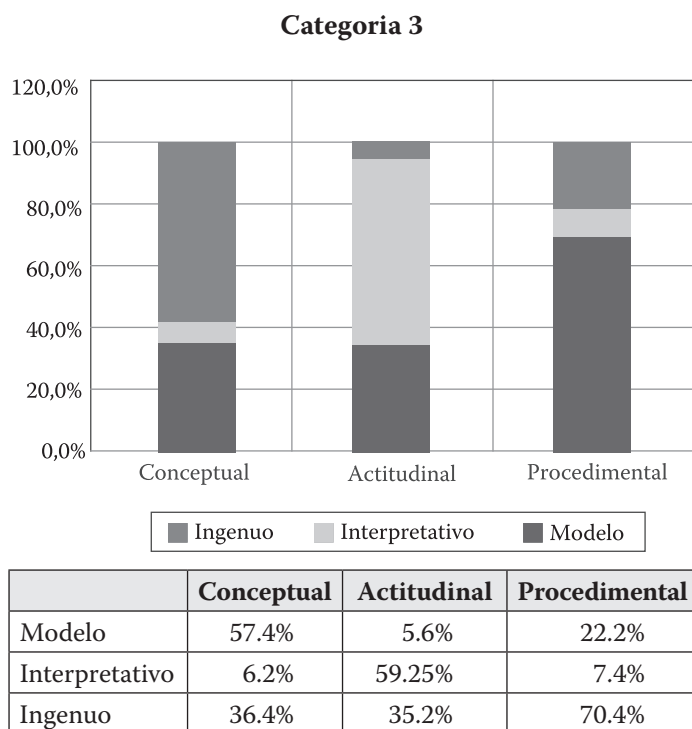 Categoria 3
120,0%
100,0%
80,0%
60,0%
40,0%
20,0%
0,0%
Conceptual Actitudinal Procedimental
Ingenuo Interpretativo Modelo
Conceptual Actitudinal Procedimental
Modelo 57.4% 5.6% 22.2%
Interpretativo 6.2% 59.25% 7.4%
Ingenuo 36.4% 35.2% 70.4%